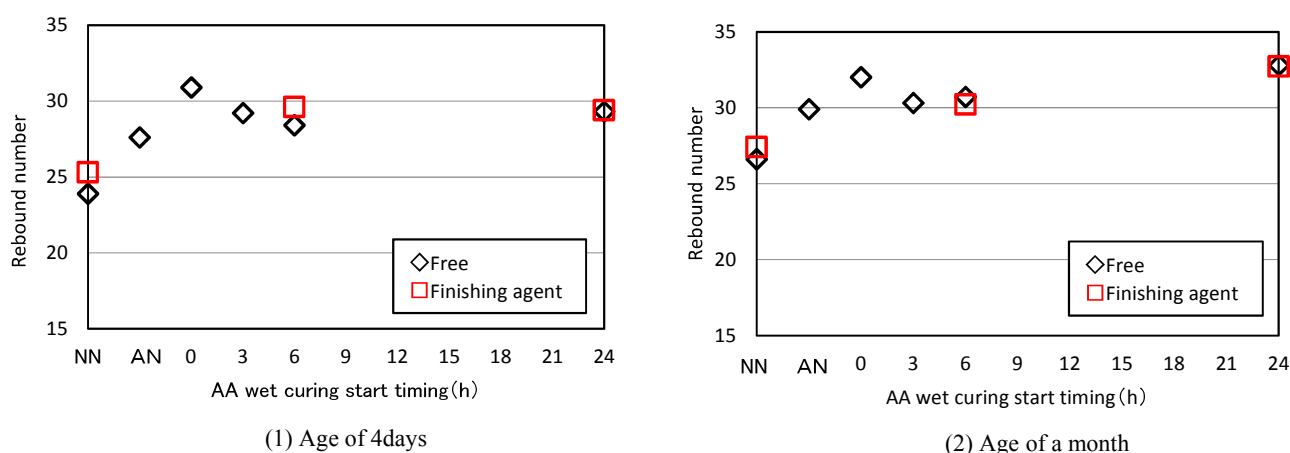 35
30
25
20
15
Rebound number
Free
Finishing agent
NN AN 0 3 6 9 12 15 18 21 24
AA wet curing start timing(h)
(1) Age of 4days
35
30
25
20
15
Rebound number
Free
Finishing agent
NN AN 0 3 6 9 12 15 18 21 24
AA wet curing start timing(h)
(2) Age of a month